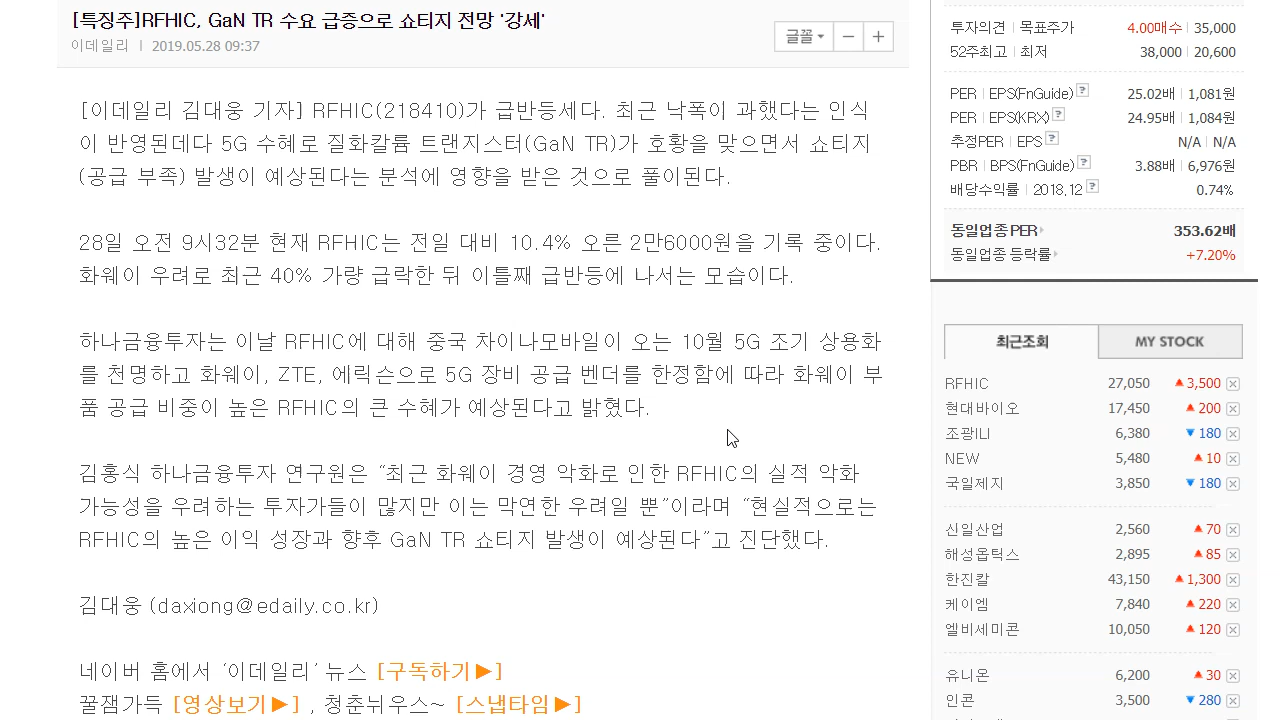 [특징주]RFHIC, GaN TR 수요 급증으로 쇼티지 전망 '강세'
이데일리 | 2019.05.28 09:37
글꼴 ▾ − +
[이데일리 김대웅 기자] RFHIC(218410)가 급반등세다. 최근 낙폭이 과했다는 인식
이 반영된데다 5G 수혜로 질화칼륨 트랜지스터(GaN TR)가 호황을 맞으면서 쇼티지
(공급 부족) 발생이 예상된다는 분석에 영향을 받은 것으로 풀이된다.
28일 오전 9시32분 현재 RFHIC는 전일 대비 10.4% 오른 2만6000원을 기록 중이다.
화웨이 우려로 최근 40% 가량 급락한 뒤 이틀째 급반등에 나서는 모습이다.
하나금융투자는 이날 RFHIC에 대해 중국 차이나모바일이 오는 10월 5G 조기 상용화
를 천명하고 화웨이, ZTE, 에릭슨으로 5G 장비 공급 벤더를 한정함에 따라 화웨이 부
품 공급 비중이 높은 RFHIC의 큰 수혜가 예상된다고 밝혔다.
김홍식 하나금융투자 연구원은 “최근 화웨이 경영 악화로 인한 RFHIC의 실적 악화
가능성을 우려하는 투자가들이 많지만 이는 막연한 우려일 뿐”이라며 “현실적으로는
RFHIC의 높은 이익 성장과 향후 GaN TR 쇼티지 발생이 예상된다”고 진단했다.
김대웅 (daxiong@edaily.co.kr)
네이버 홈에서 ‘이데일리’ 뉴스 [구독하기▶]
꿀잼가득 [영상보기▶] , 청춘뉘우스~ [스냅타임▶]
투자의견 | 목표주가 4.00매수 | 35,000
52주최고 | 최저 38,000 | 20,600
PER | EPS(FnGuide) ? 25.02배 | 1,081원
PER | EPS(KRX) ? 24.95배 | 1,084원
추정PER | EPS ? N/A | N/A
PBR | BPS(FnGuide) ? 3.88배 | 6,976원
배당수익률 | 2018.12 ? 0.74%
동일업종 PER 353.62배
동일업종 등락률 +7.20%
최근조회 MY STOCK
RFHIC 27,050 ▲3,500
현대바이오 17,450 ▲200
조광ILI 6,380 ▼180
NEW 5,480 ▲10
국일제지 3,850 ▼180
신일산업 2,560 ▲70
해성옵틱스 2,895 ▲85
한진칼 43,150 ▲1,300
케이엠 7,840 ▲220
엘비세미콘 10,050 ▲120
유니온 6,200 ▲30
인콘 3,500 ▼280